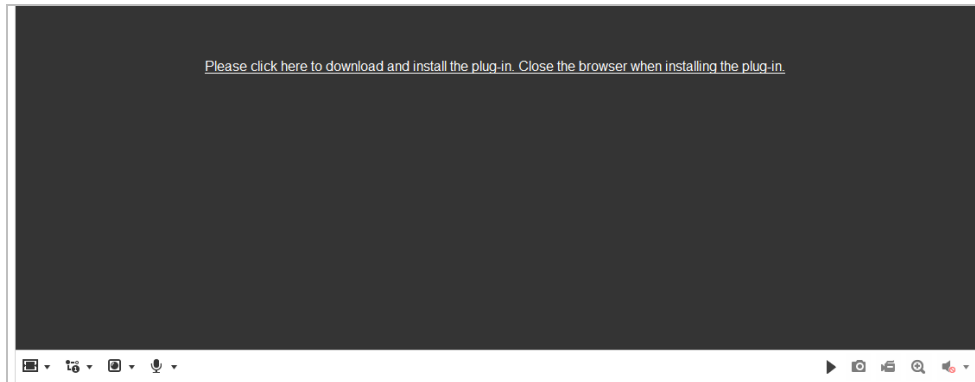 Please click here to download and install the plug-in. Close the browser when installing the plug-in.